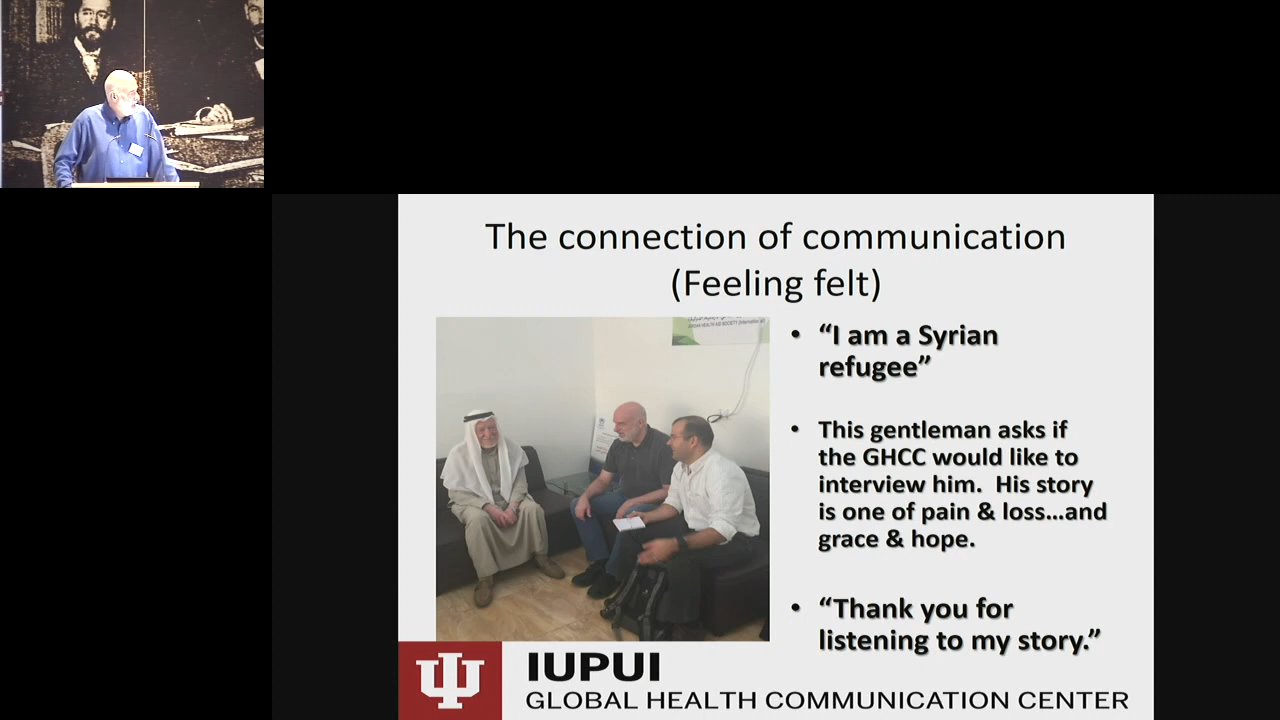 The connection of communication
(Feeling felt)
• “I am a Syrian
refugee”
• This gentleman asks if
the GHCC would like to
interview him. His story
is one of pain & loss…and
grace & hope.
• “Thank you for
listening to my story.”
IUPUI
GLOBAL HEALTH COMMUNICATION CENTER